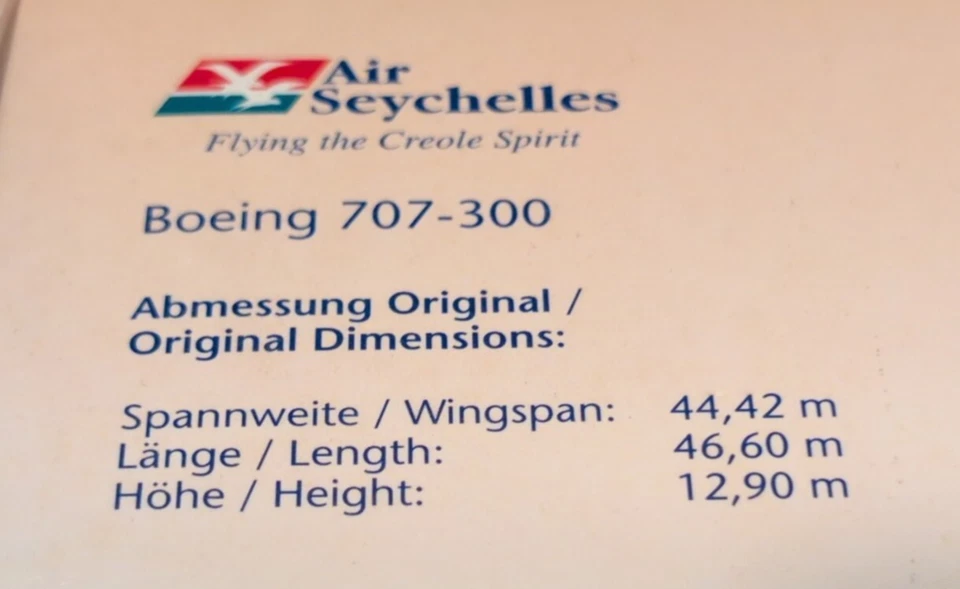 Air
Seychelles
Flying the Creole Spirit
Boeing 707-300
Abmessung Original /
Original Dimensions:
Spannweite / Wingspan: 44,42 m
Länge / Length: 46,60 m
Höhe / Height: 12,90 m